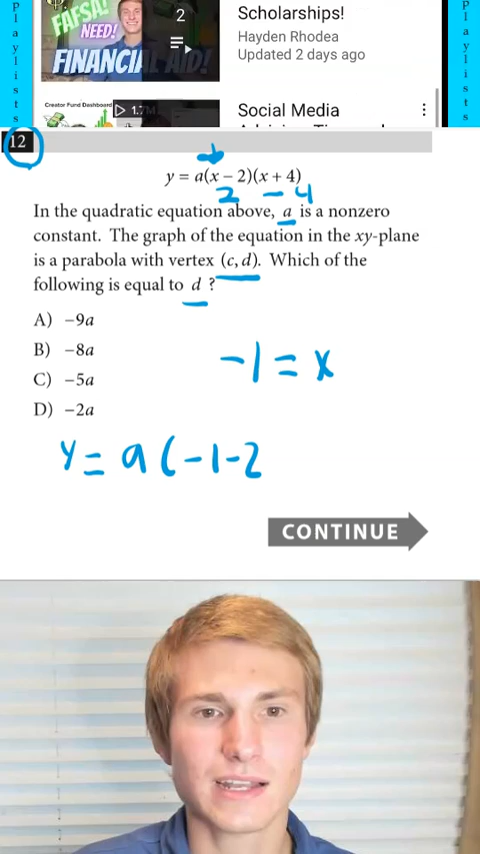 Playlists
Playlists
FAFSA!
NEED!
FINANCIAL AID!
2
Scholarships!
Hayden Rhodea
Updated 2 days ago
Creator Fund Dashboard
Social Media
12
y = a(x − 2)(x + 4)
2 −4
In the quadratic equation above, a is a nonzero
constant. The graph of the equation in the xy-plane
is a parabola with vertex (c, d). Which of the
following is equal to d ?
A) −9a
B) −8a
C) −5a
D) −2a
-1 = x
y = a(-1-2
CONTINUE